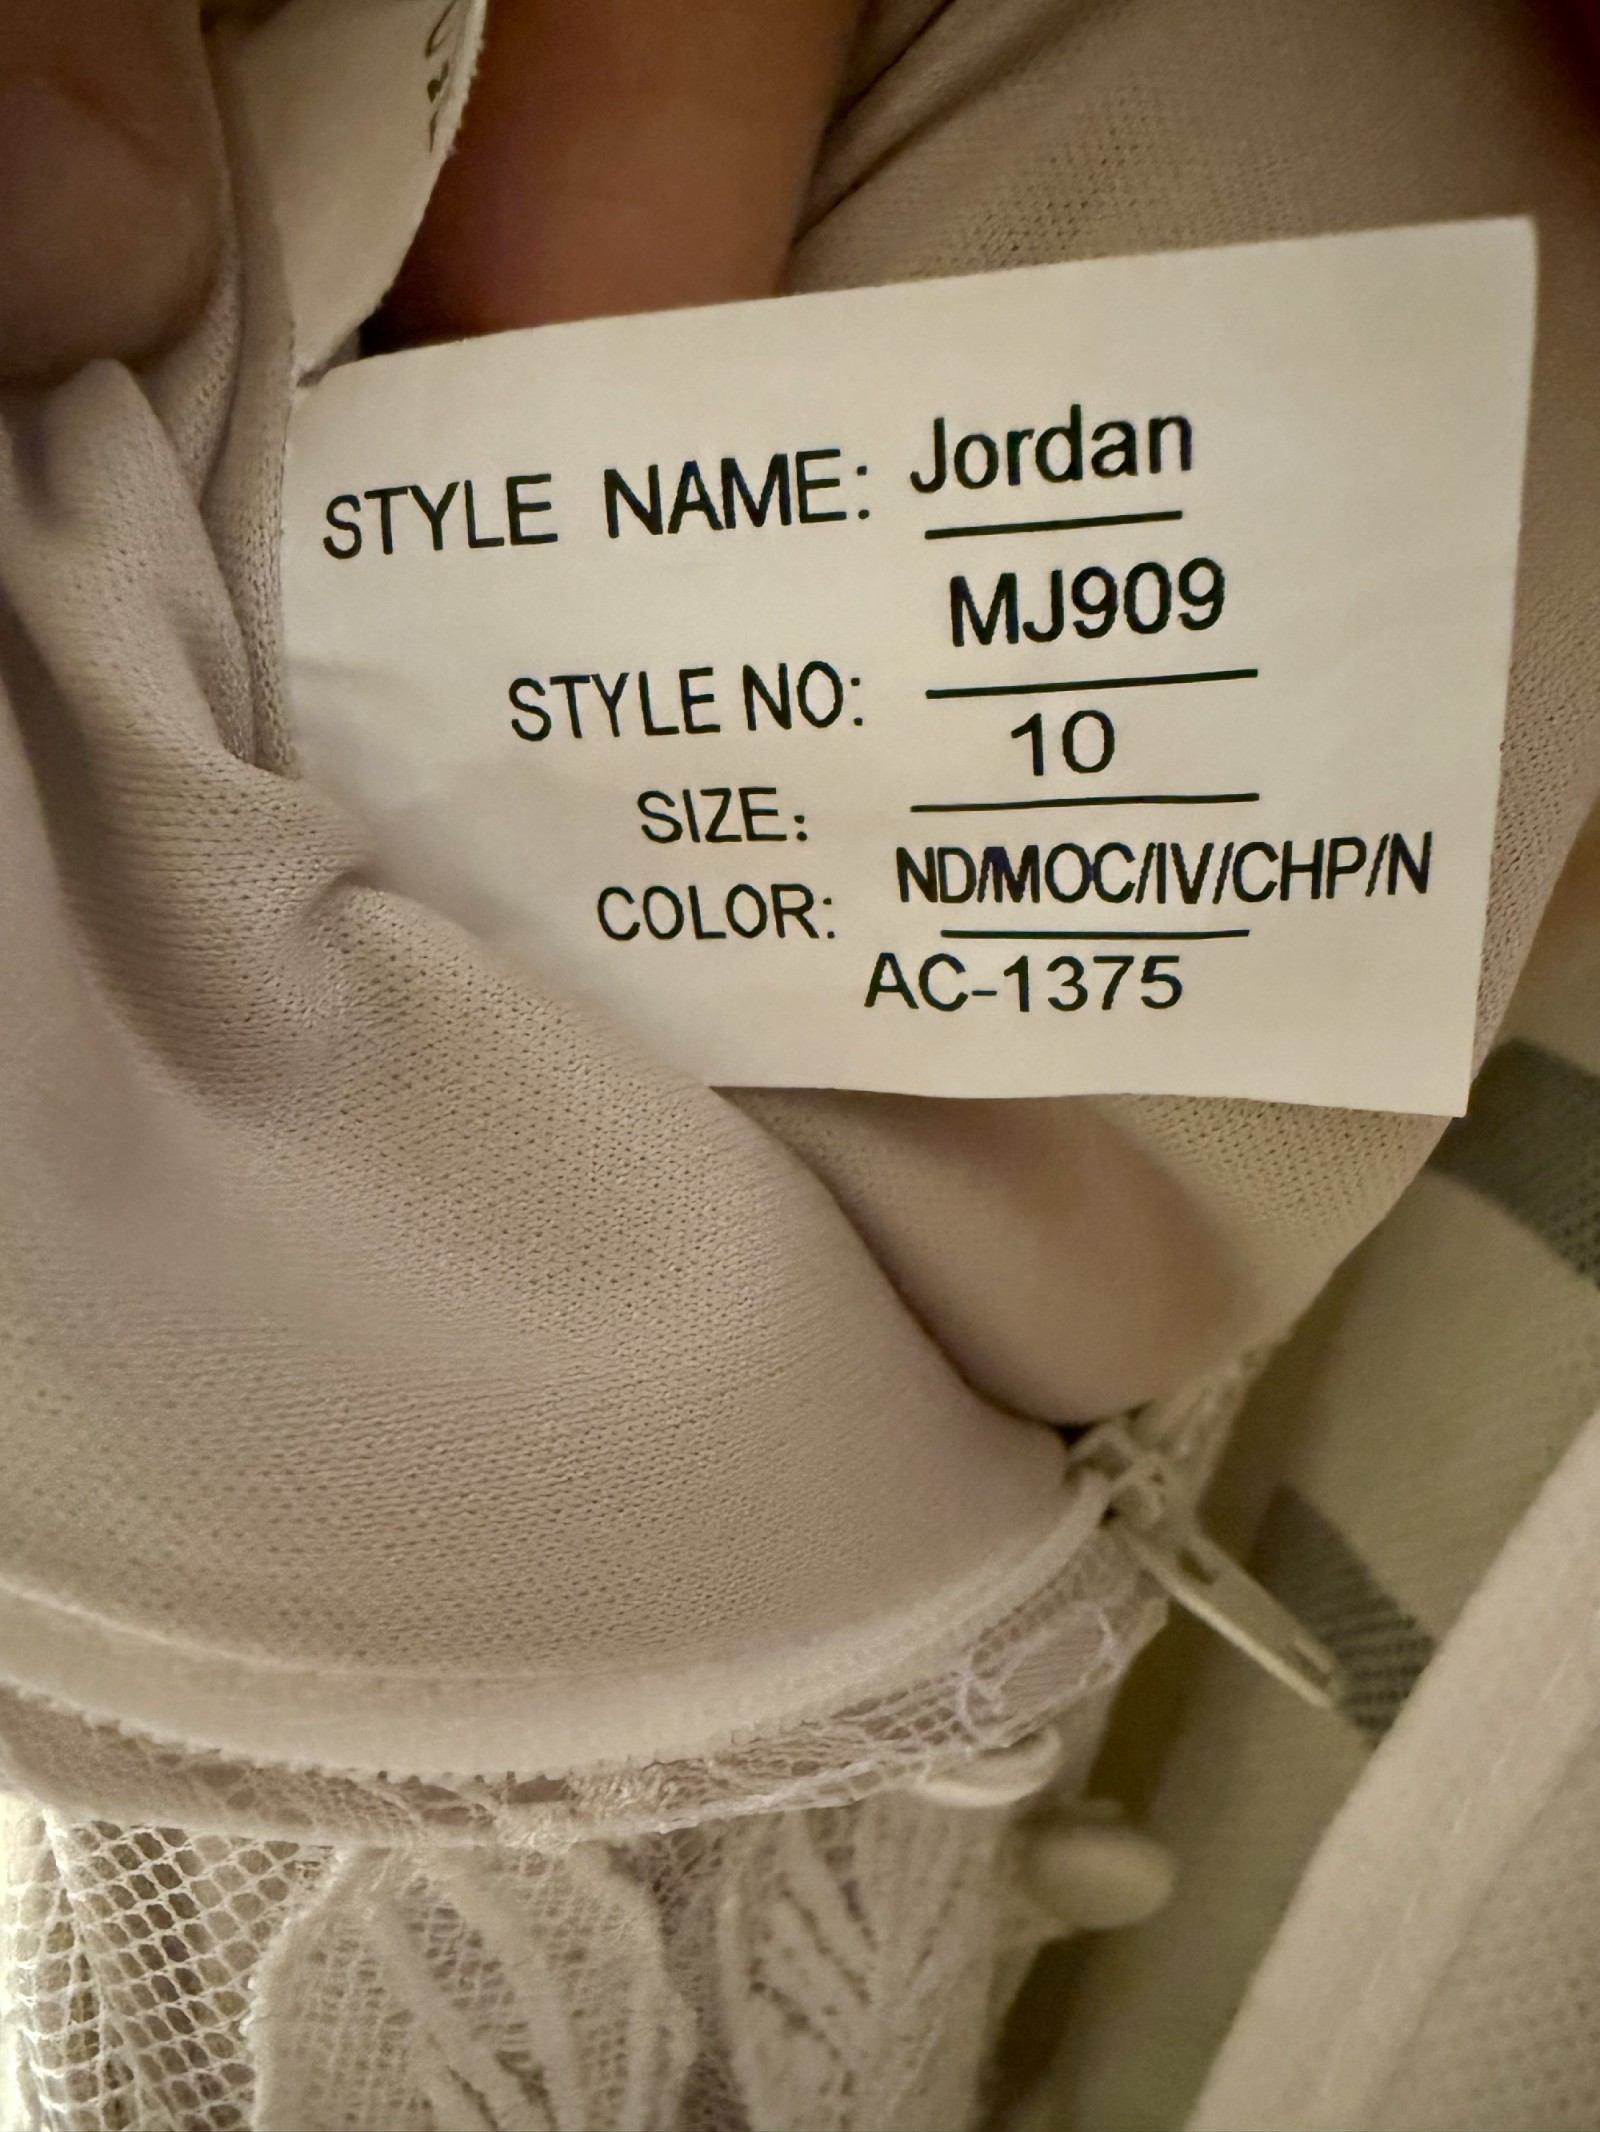 STYLE NAME: Jordan
STYLE NO: MJ909
SIZE: 10
COLOR: ND/MOC/IV/CHP/N
AC-1375